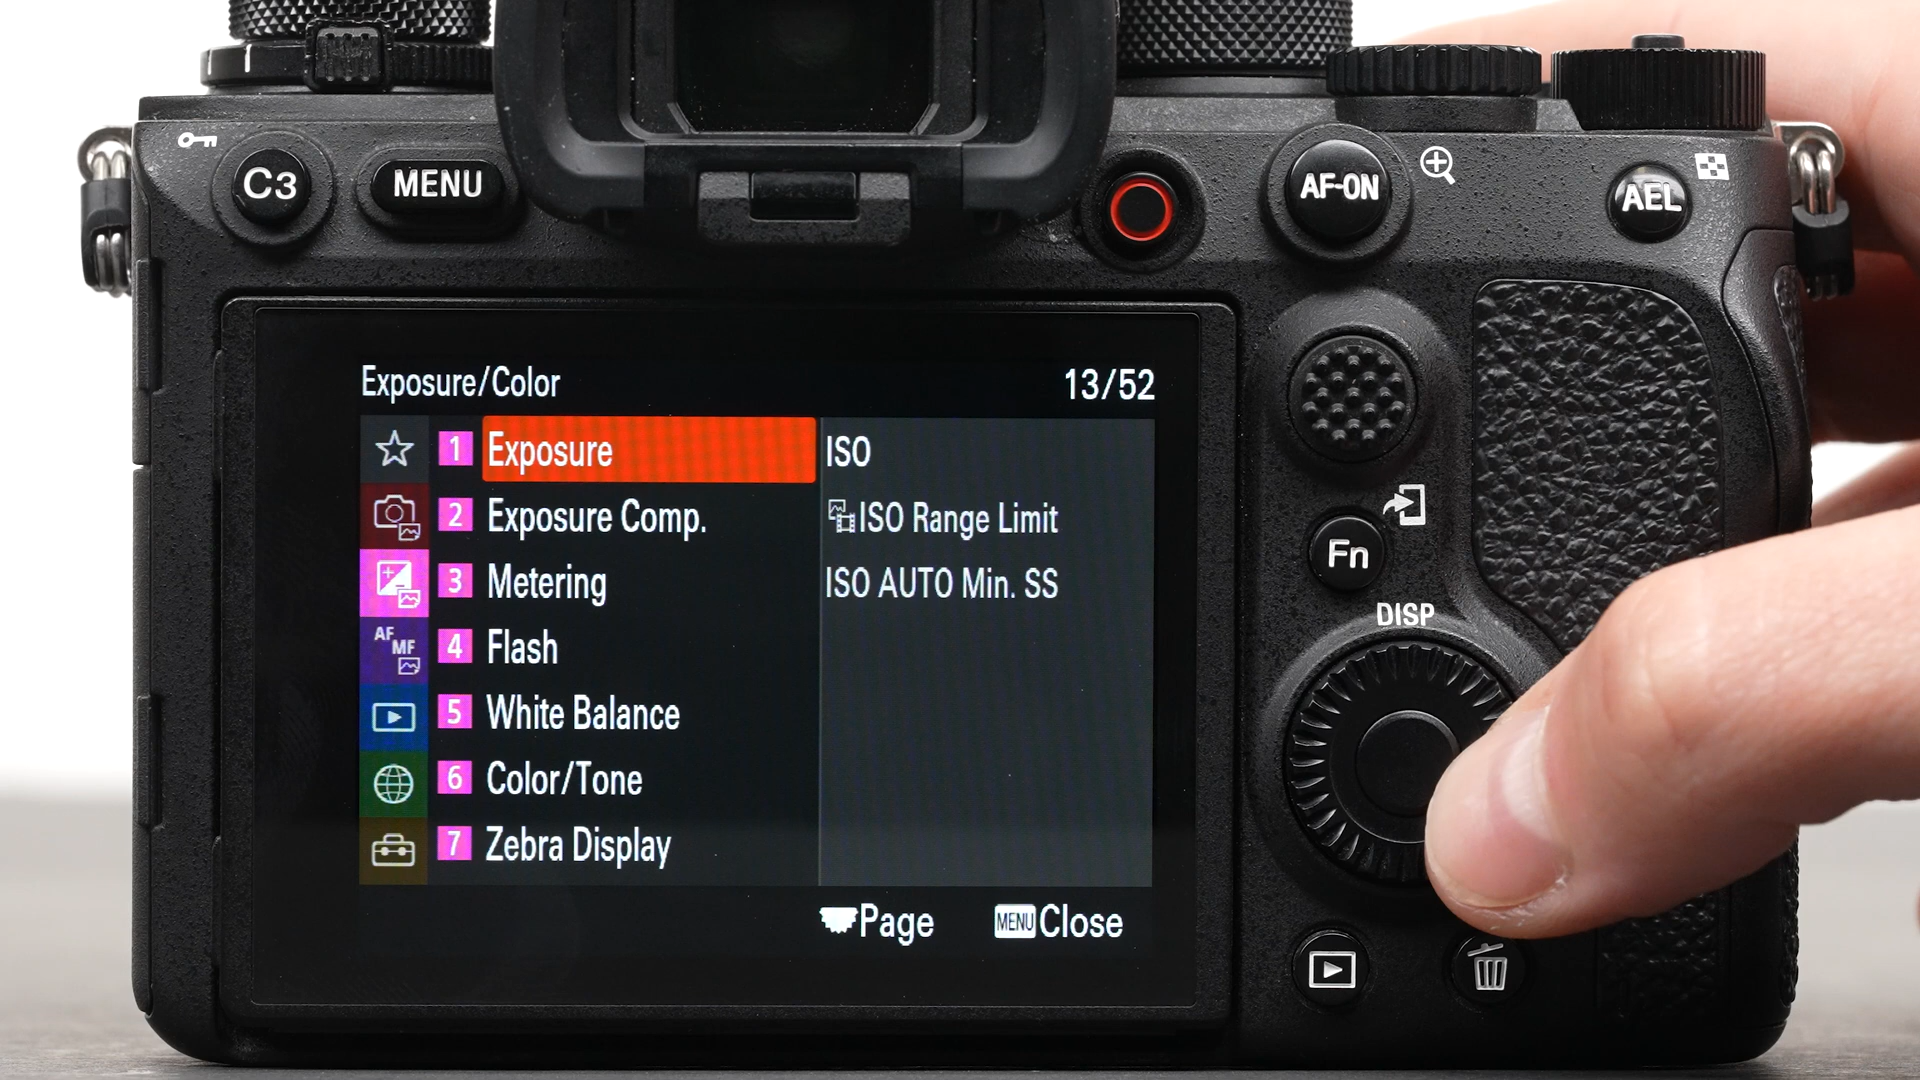 C3
MENU
AF-ON
AEL
Exposure/Color 13/52
1 Exposure ISO
2 Exposure Comp. ISO Range Limit
3 Metering ISO AUTO Min. SS
AF MF 4 Flash
5 White Balance
6 Color/Tone
7 Zebra Display
Page MENU Close
Fn
DISP